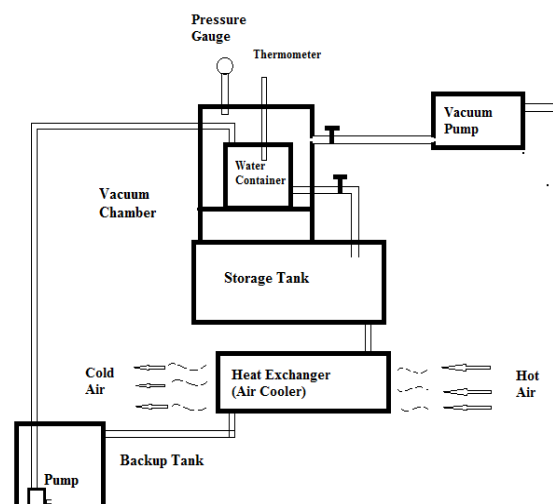 Pressure
Gauge
Thermometer
Vacuum
Pump
Water
Container
Vacuum
Chamber
Storage Tank
Cold
Air
Heat Exchanger
(Air Cooler)
Hot
Air
Backup Tank
Pump